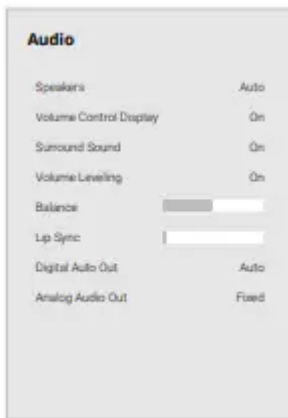 Audio
Speakers Auto
Volume Control Display On
Surround Sound On
Volume Leveling On
Balance
Lip Sync
Digital Auto Out Auto
Analog Audio Out Fixed